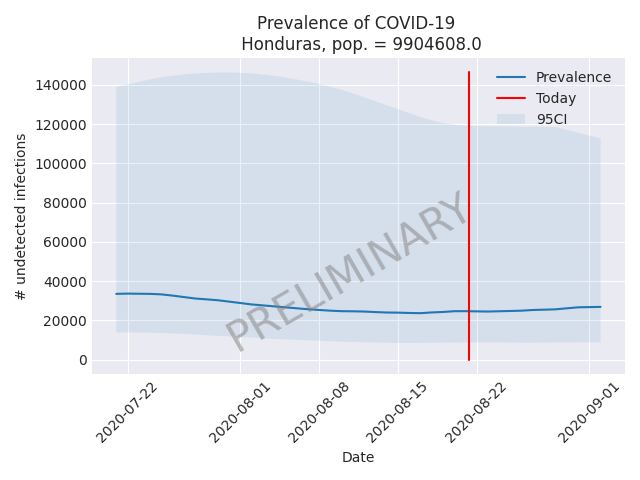 Prevalence of COVID-19
Honduras, pop. = 9904608.0
140000
120000
100000
80000
60000
40000
20000
0
# undetected infections
Prevalence
Today
95CI
PRELIMINARY
2020-07-22
2020-08-01
2020-08-08
2020-08-15
2020-08-22
2020-09-01
Date